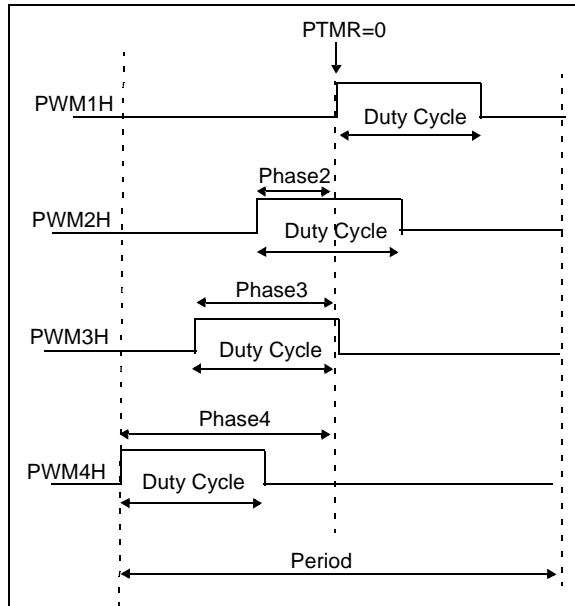 PTMR=0
PWM1H
Duty Cycle
Phase2
PWM2H
Duty Cycle
Phase3
PWM3H
Duty Cycle
Phase4
PWM4H
Duty Cycle
Period